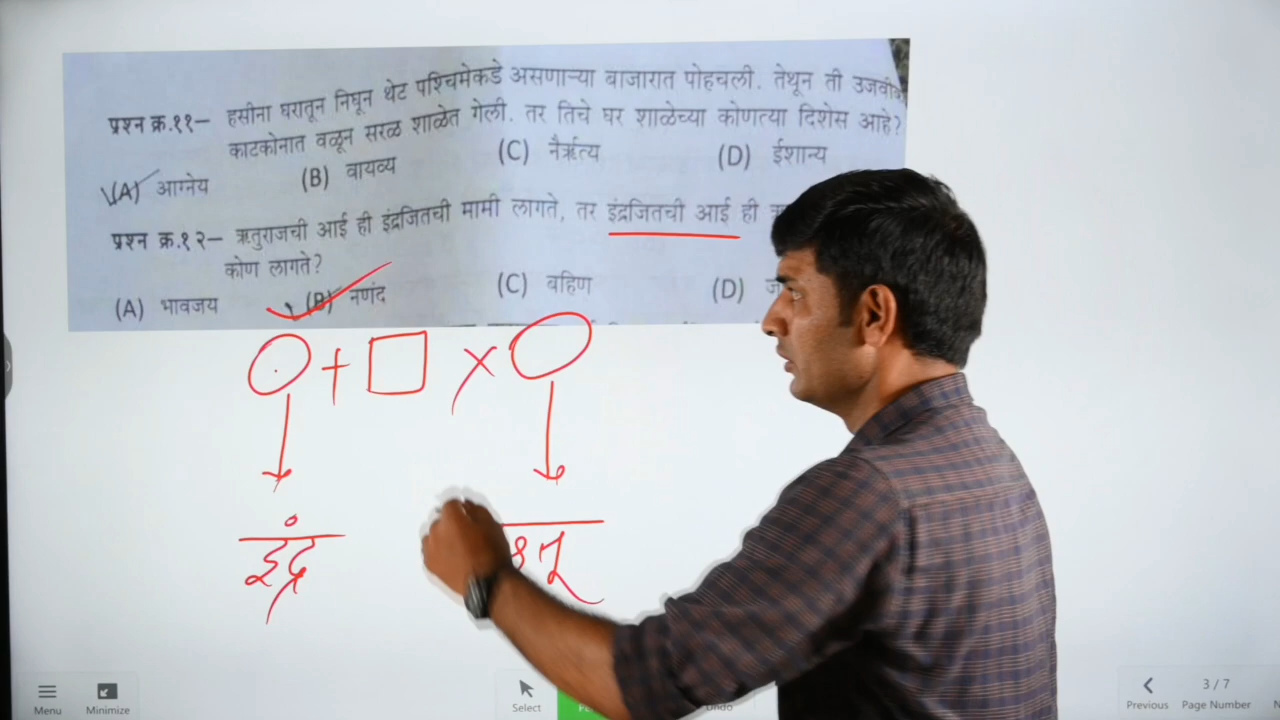 प्रश्न क्र.११– हसीना घरातून निघून थेट पश्चिमेकडे असणाऱ्या बाजारात पोहचली. तेथून ती उजवी
काटकोनात वळून सरळ शाळेत गेली. तर तिचे घर शाळेच्या कोणत्या दिशेस आहे?
(A) आग्नेय (B) वायव्य (C) नैर्ऋत्य (D) ईशान्य
प्रश्न क्र.१२– ऋतुराजची आई ही इंद्रजितची मामी लागते, तर इंद्रजितची आई ही
कोण लागते?
(A) भावजय (B) नणंद (C) बहिण (D)
+ ×
इंद्र
Menu Minimize Select Undo Previous 3 / 7 Page Number